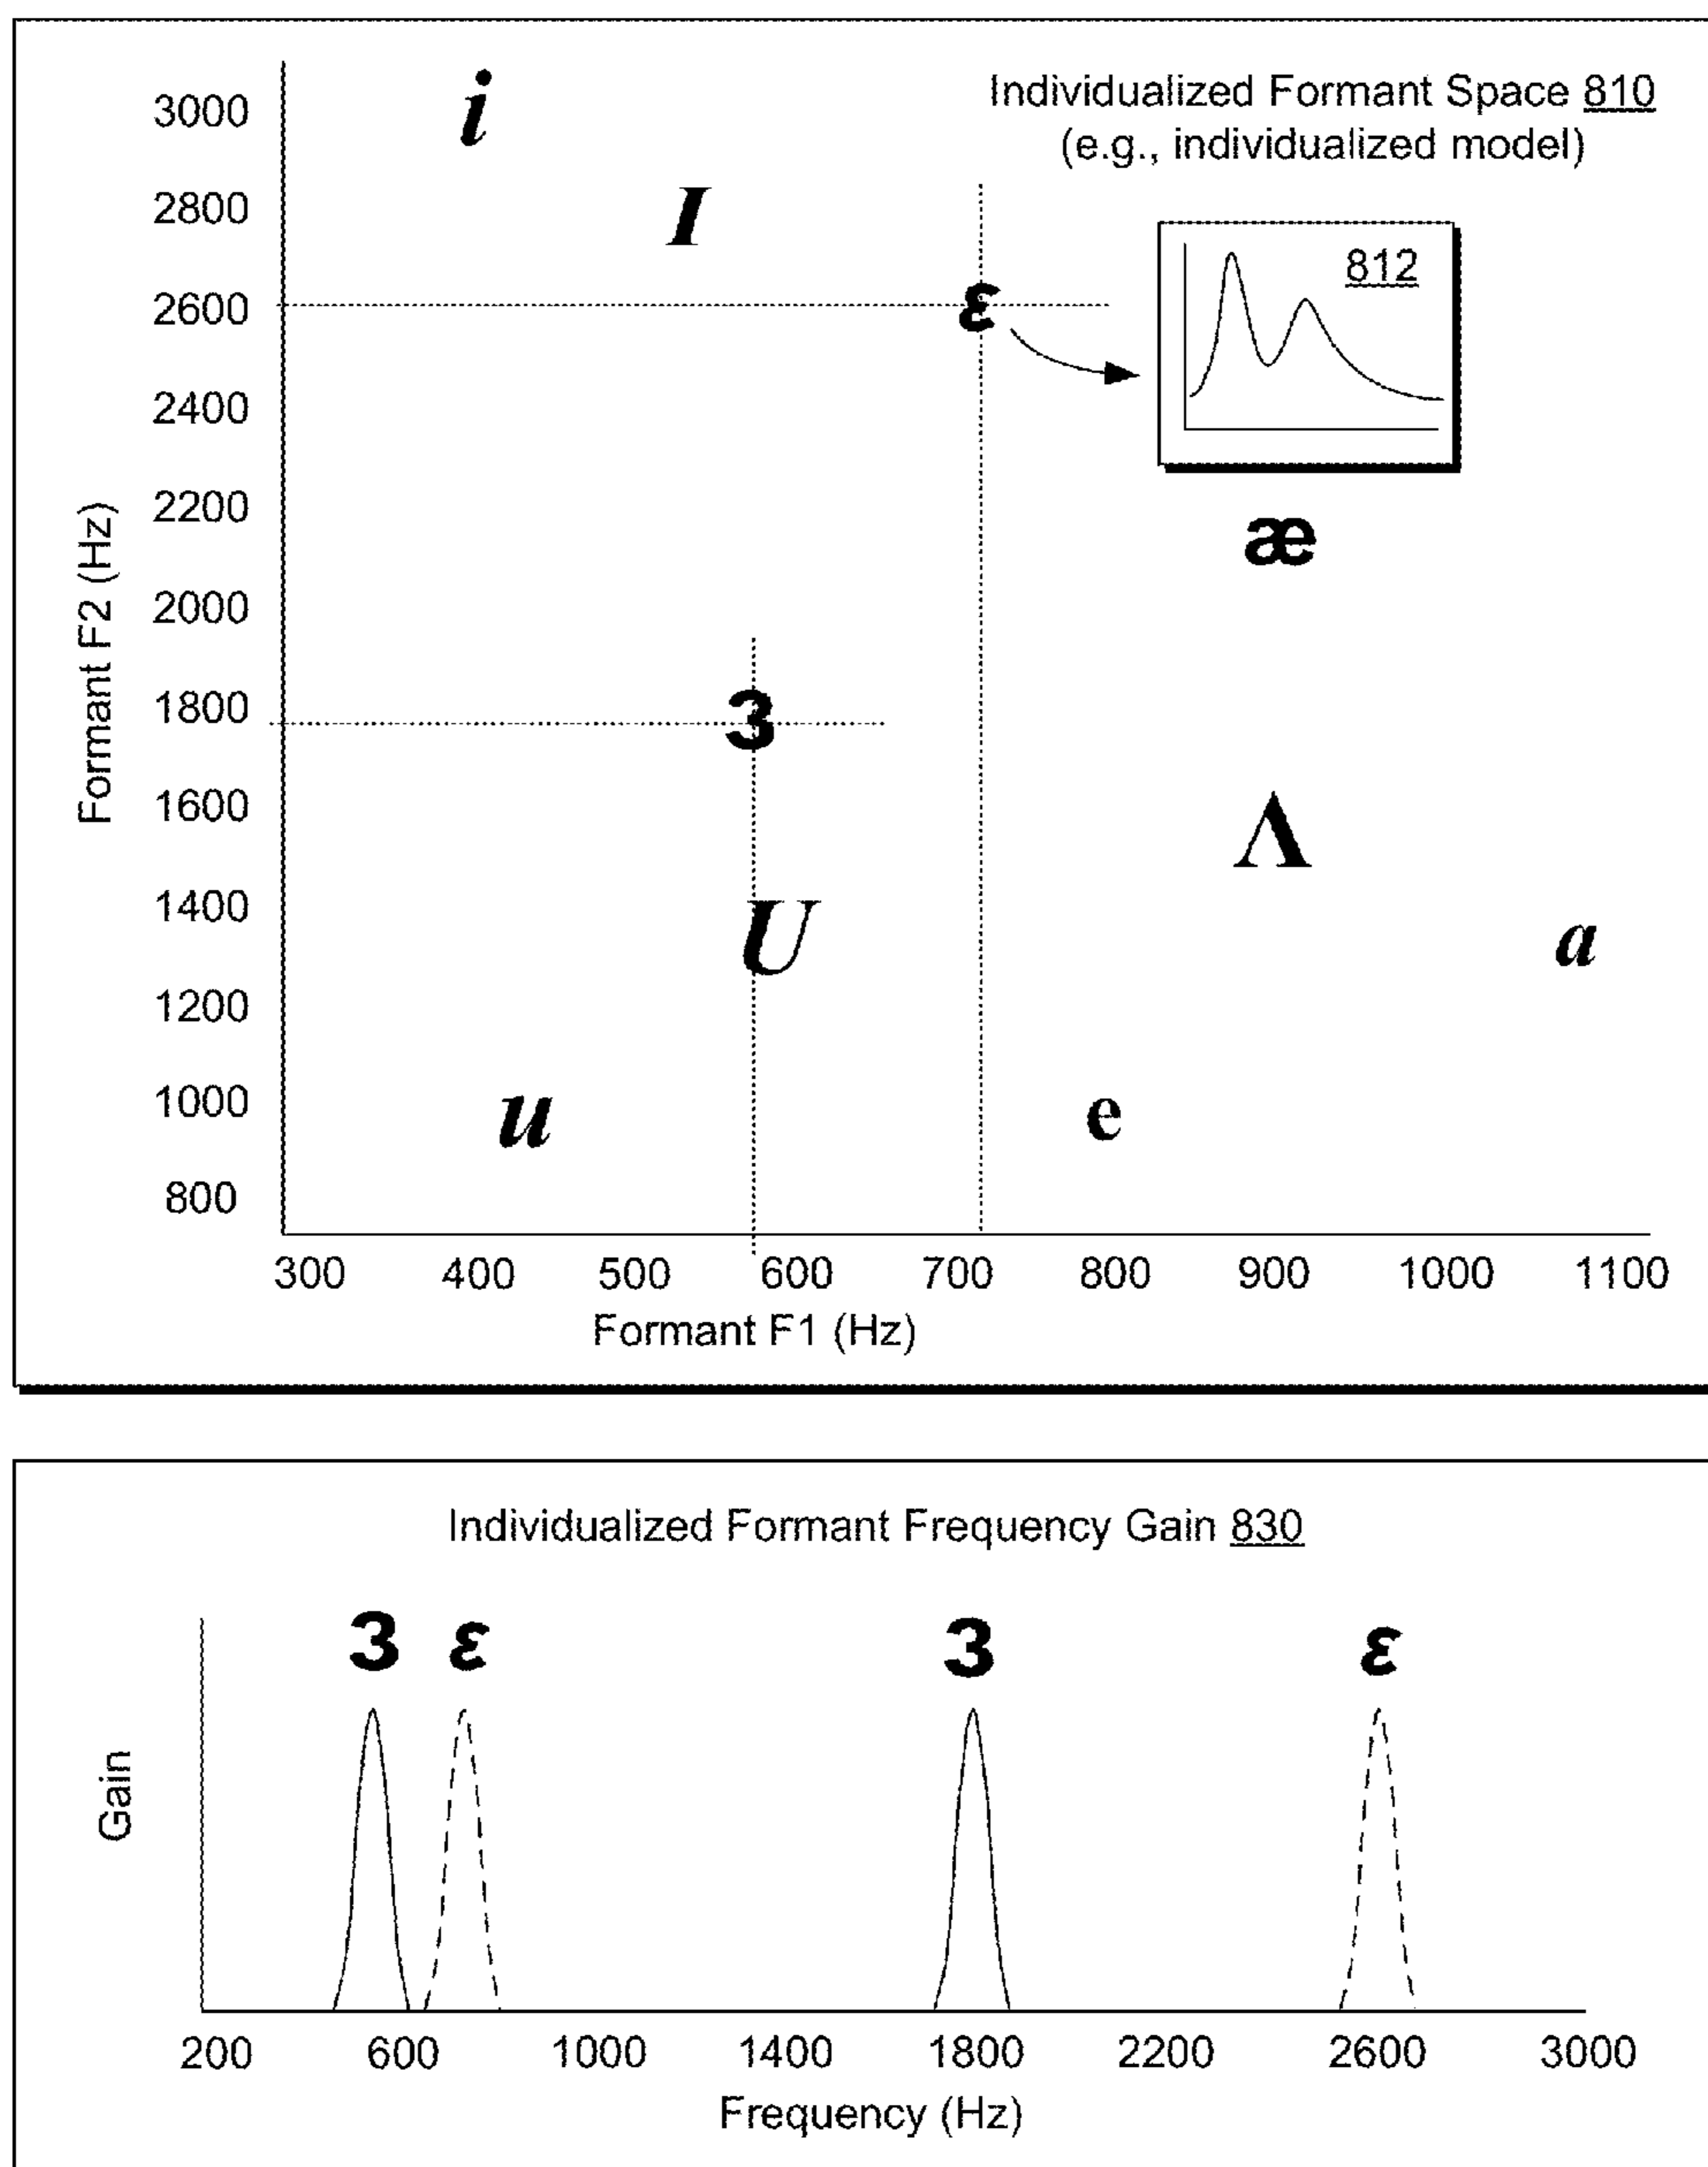 Individualized Formant Space 810
(e.g., individualized model)
Formant F2 (Hz)
3000
2800
2600
2400
2200
2000
1800
1600
1400
1200
1000
800
i
I
ɛ
812
æ
3
Λ
U
a
u
e
300 400 500 600 700 800 900 1000 1100
Formant F1 (Hz)
Individualized Formant Frequency Gain 830
3 ɛ 3 ɛ
Gain
200 600 1000 1400 1800 2200 2600 3000
Frequency (Hz)